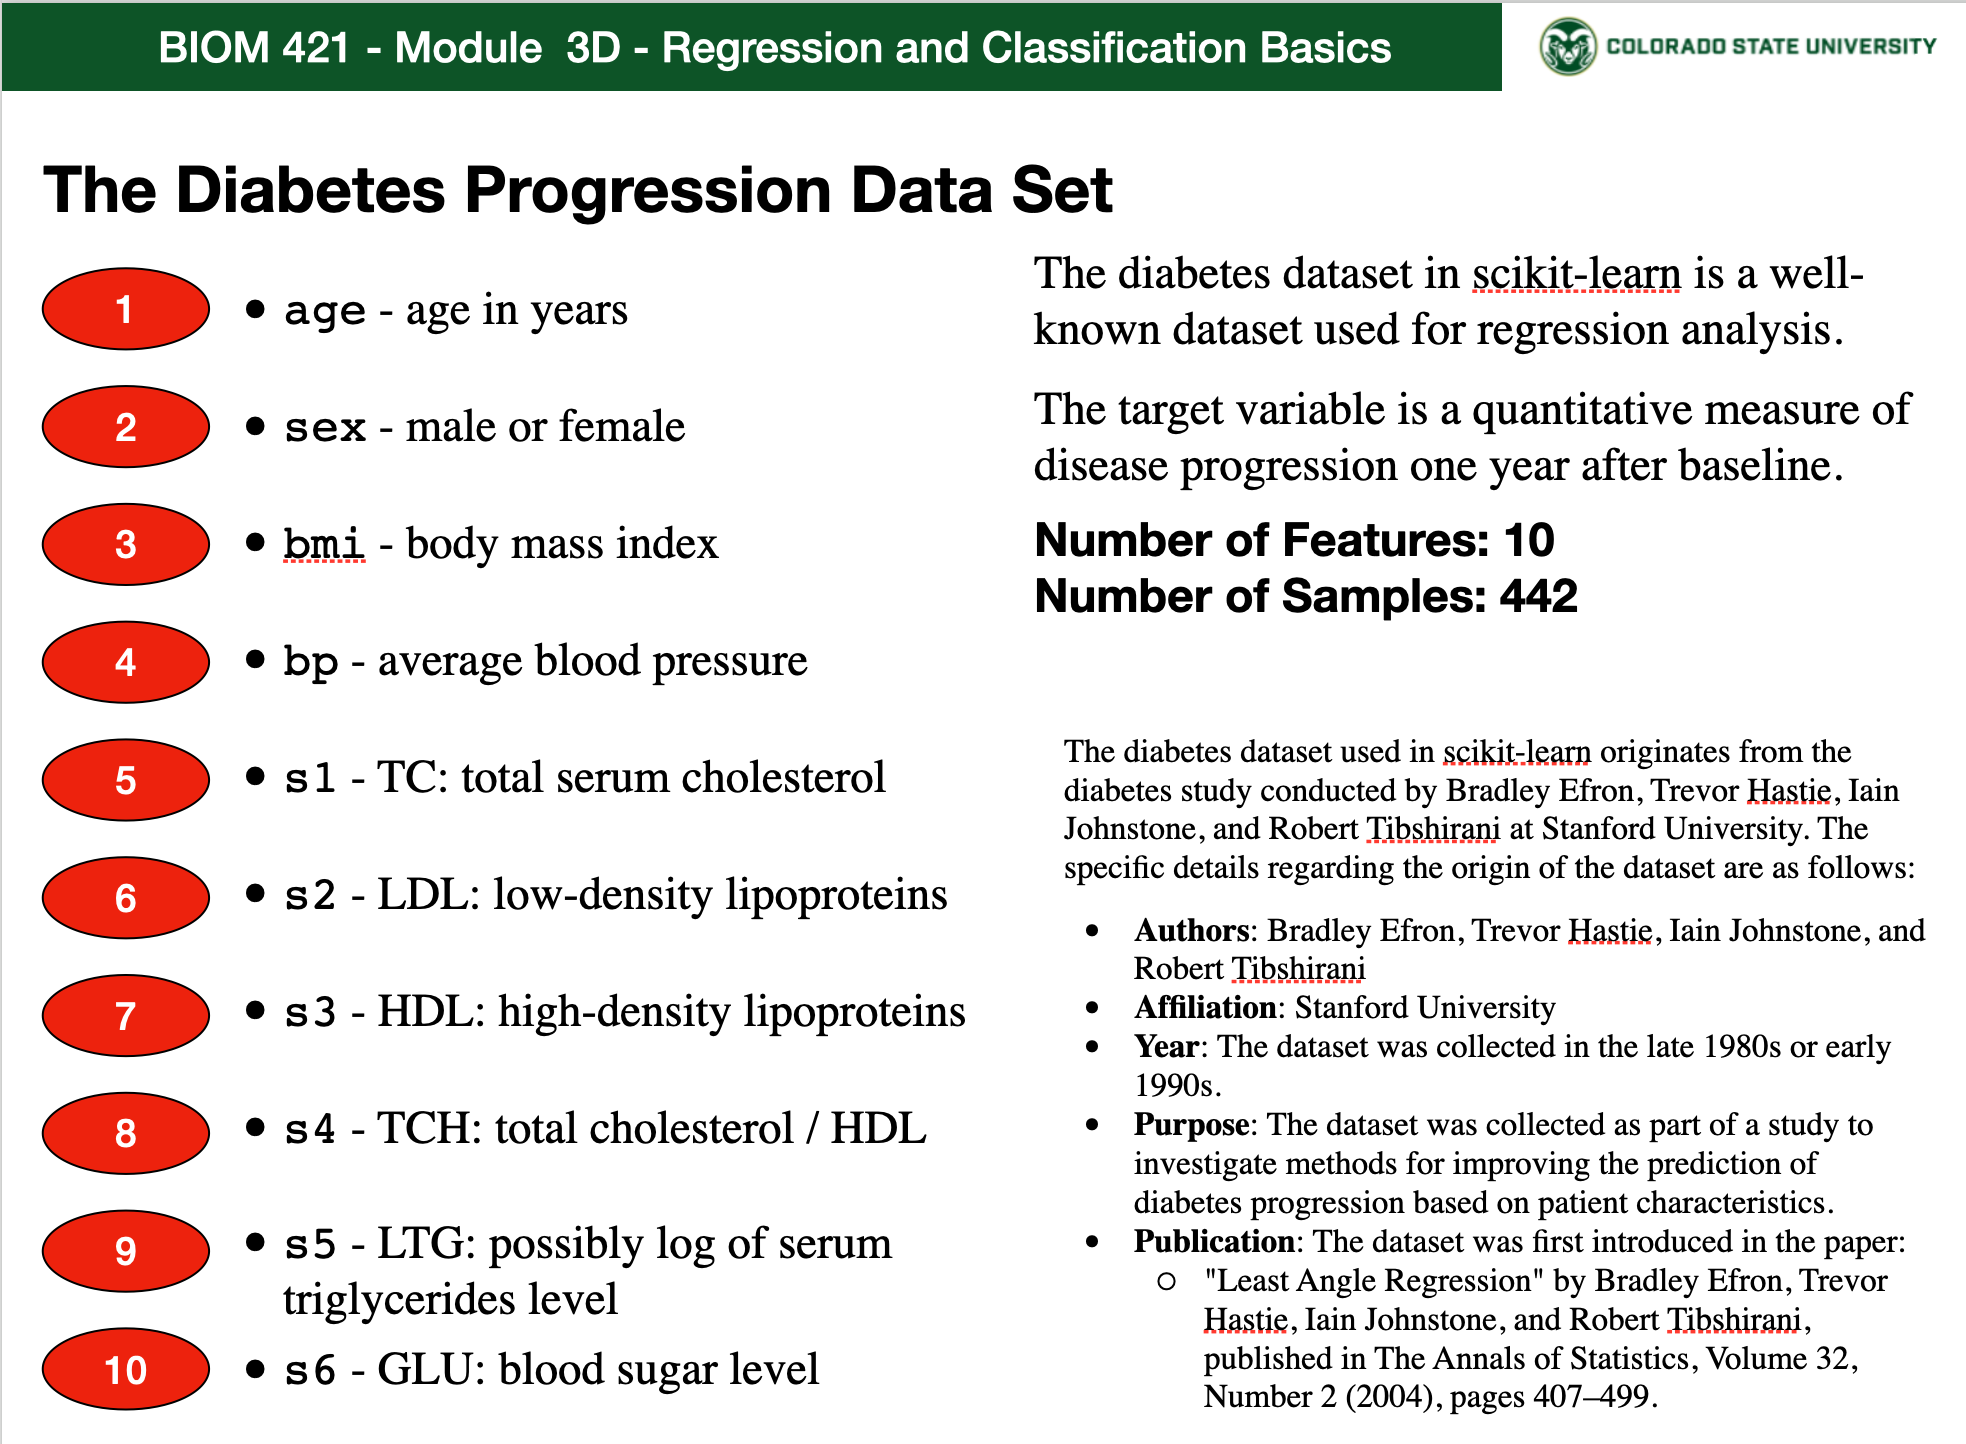 BIOM 421 - Module  3D - Regression and Classification Basics
COLORADO STATE UNIVERSITY
The Diabetes Progression Data Set
1
• age - age in years
2
• sex - male or female
3
• bmi - body mass index
4
• bp - average blood pressure
5
• s1 - TC: total serum cholesterol
6
• s2 - LDL: low-density lipoproteins
7
• s3 - HDL: high-density lipoproteins
8
• s4 - TCH: total cholesterol / HDL
9
• s5 - LTG: possibly log of serum
triglycerides level
10
• s6 - GLU: blood sugar level
The diabetes dataset in scikit-learn is a well-
known dataset used for regression analysis.
The target variable is a quantitative measure of
disease progression one year after baseline.
Number of Features: 10
Number of Samples: 442
The diabetes dataset used in scikit-learn originates from the
diabetes study conducted by Bradley Efron, Trevor Hastie, Iain
Johnstone, and Robert Tibshirani at Stanford University. The
specific details regarding the origin of the dataset are as follows:
• Authors: Bradley Efron, Trevor Hastie, Iain Johnstone, and
Robert Tibshirani
• Affiliation: Stanford University
• Year: The dataset was collected in the late 1980s or early
1990s.
• Purpose: The dataset was collected as part of a study to
investigate methods for improving the prediction of
diabetes progression based on patient characteristics.
• Publication: The dataset was first introduced in the paper:
○ "Least Angle Regression" by Bradley Efron, Trevor
Hastie, Iain Johnstone, and Robert Tibshirani,
published in The Annals of Statistics, Volume 32,
Number 2 (2004), pages 407–499.